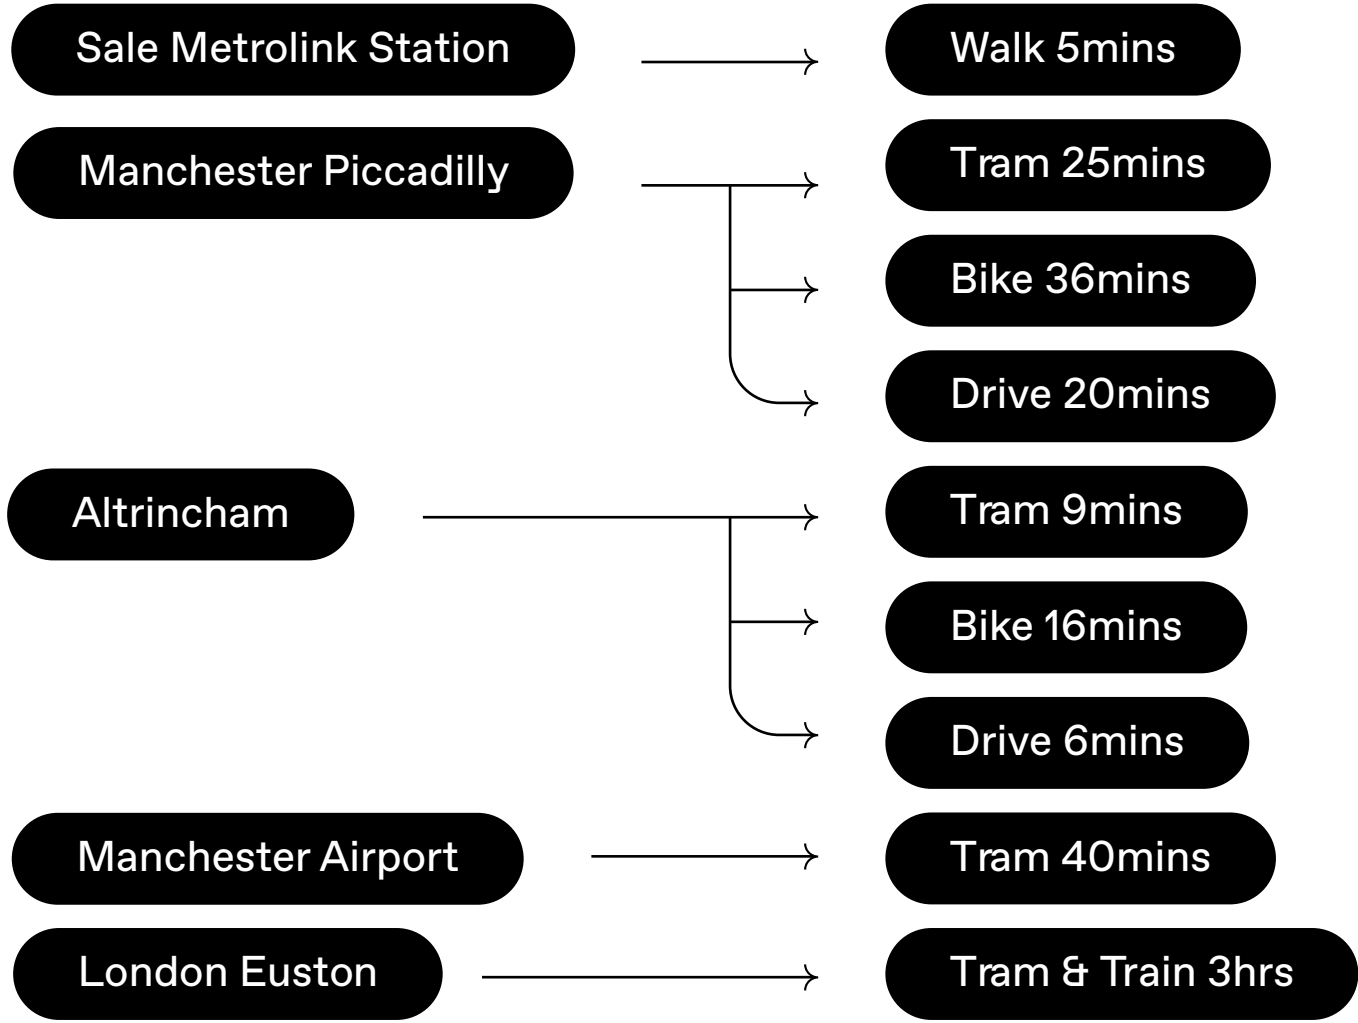 Sale Metrolink Station
Walk 5mins
Manchester Piccadilly
Tram 25mins
Bike 36mins
Drive 20mins
Altrincham
Tram 9mins
Bike 16mins
Drive 6mins
Manchester Airport
Tram 40mins
London Euston
Tram & Train 3hrs